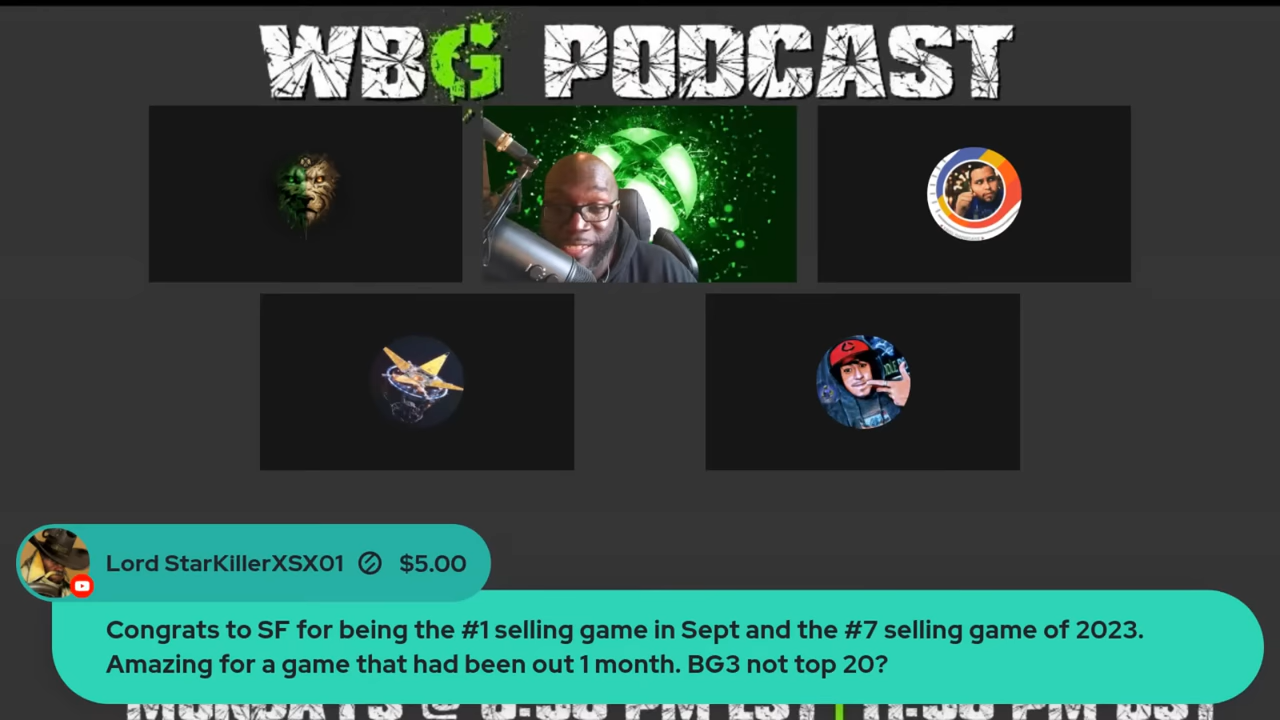 WBG PODCAST
Lord StarKillerXSX01 $5.00
Congrats to SF for being the #1 selling game in Sept and the #7 selling game of 2023.
Amazing for a game that had been out 1 month. BG3 not top 20?
MONDAYS @